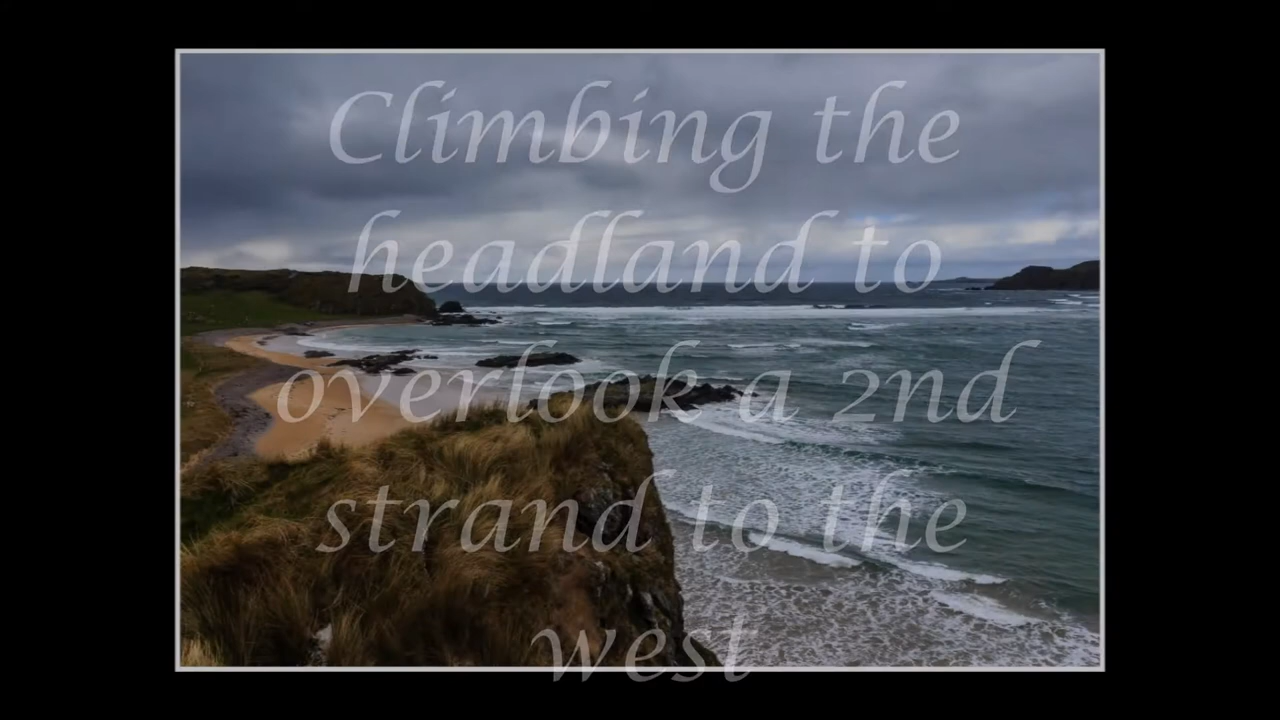 Climbing the
headland to
overlook a 2nd
strand to the
west